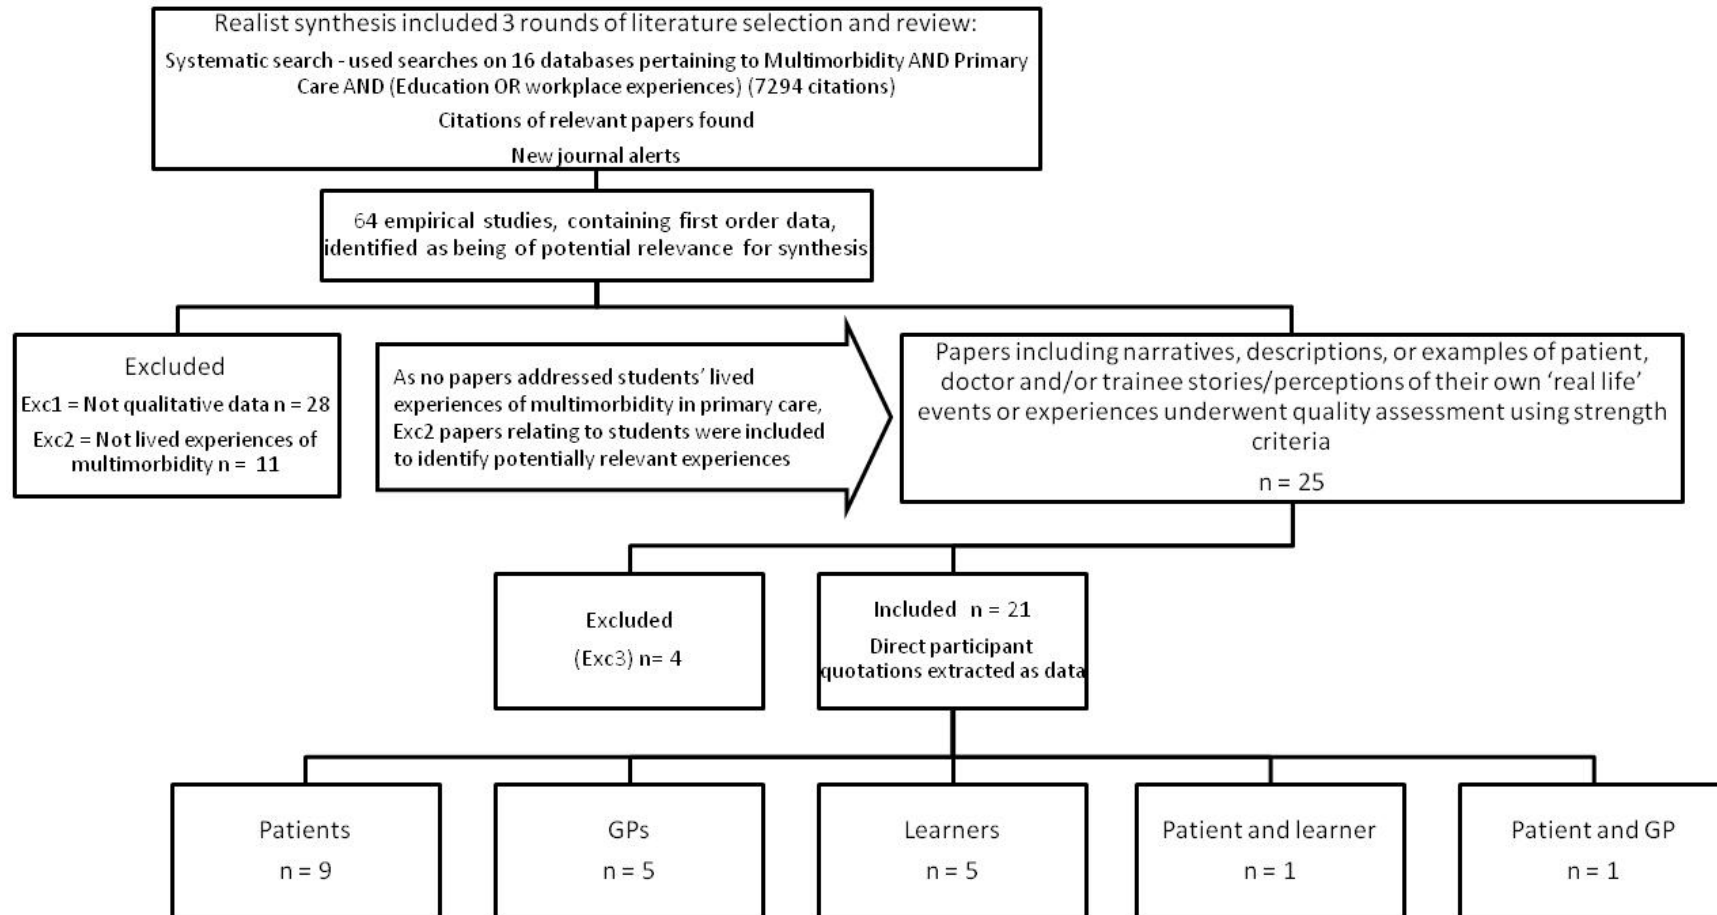 Realist synthesis included 3 rounds of literature selection and review:
Systematic search - used searches on 16 databases pertaining to Multimorbidity AND Primary
Care AND (Education OR workplace experiences) (7294 citations)
Citations of relevant papers found
New journal alerts
64 empirical studies, containing first order data,
identified as being of potential relevance for synthesis
Excluded
Exc1 = Not qualitative data n = 28
Exc2 = Not lived experiences of
multimorbidity n = 11
As no papers addressed students' lived
experiences of multimorbidity in primary care,
Exc2 papers relating to students were included
to identify potentially relevant experiences
Papers including narratives, descriptions, or examples of patient,
doctor and/or trainee stories/perceptions of their own 'real life'
events or experiences underwent quality assessment using strength
criteria
n = 25
Excluded
(Exc3) n= 4
Included n = 21
Direct participant
quotations extracted as data
Patients
n = 9
GPs
n = 5
Learners
n = 5
Patient and learner
n = 1
Patient and GP
n = 1